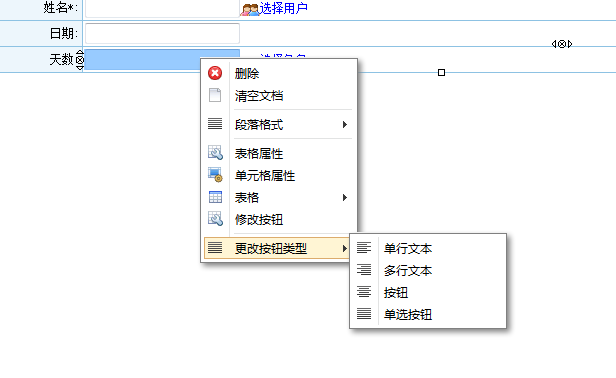 姓名*:
选择用户
日期:
天数
删除
清空文档
段落格式
表格属性
单元格属性
表格
修改按钮
更改按钮类型
单行文本
多行文本
按钮
单选按钮